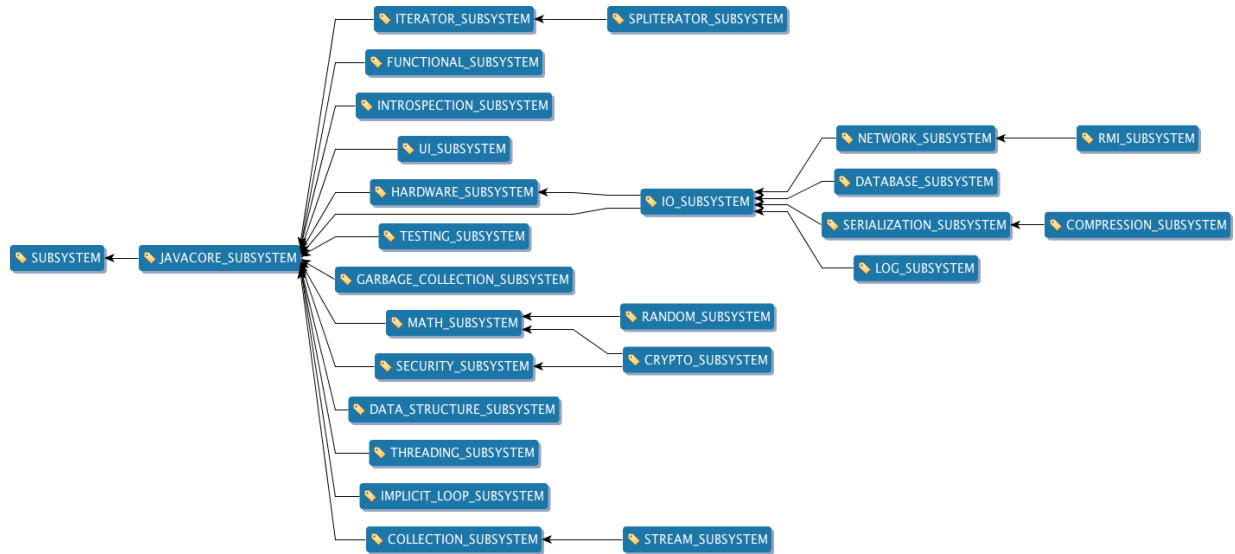 ITERATOR_SUBSYSTEM
SPLITERATOR_SUBSYSTEM
FUNCTIONAL_SUBSYSTEM
INTROSPECTION_SUBSYSTEM
NETWORK_SUBSYSTEM
RMI_SUBSYSTEM
UI_SUBSYSTEM
DATABASE_SUBSYSTEM
HARDWARE_SUBSYSTEM
IO_SUBSYSTEM
SERIALIZATION_SUBSYSTEM
COMPRESSION_SUBSYSTEM
TESTING_SUBSYSTEM
SUBSYSTEM
JAVACORE_SUBSYSTEM
LOG_SUBSYSTEM
GARBAGE_COLLECTION_SUBSYSTEM
MATH_SUBSYSTEM
RANDOM_SUBSYSTEM
SECURITY_SUBSYSTEM
CRYPTO_SUBSYSTEM
DATA_STRUCTURE_SUBSYSTEM
THREADING_SUBSYSTEM
IMPLICIT_LOOP_SUBSYSTEM
COLLECTION_SUBSYSTEM
STREAM_SUBSYSTEM